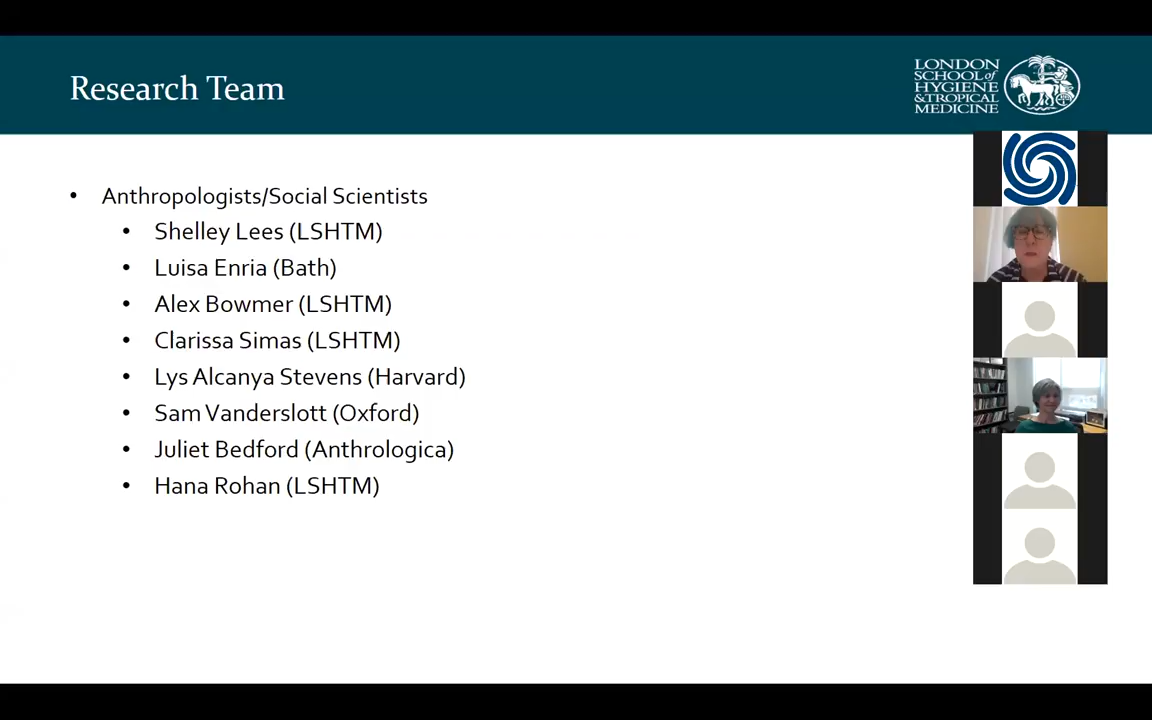 Research Team
LONDON
SCHOOL of
HYGIENE
& TROPICAL
MEDICINE
• Anthropologists/Social Scientists
• Shelley Lees (LSHTM)
• Luisa Enria (Bath)
• Alex Bowmer (LSHTM)
• Clarissa Simas (LSHTM)
• Lys Alcanya Stevens (Harvard)
• Sam Vanderslott (Oxford)
• Juliet Bedford (Anthrologica)
• Hana Rohan (LSHTM)